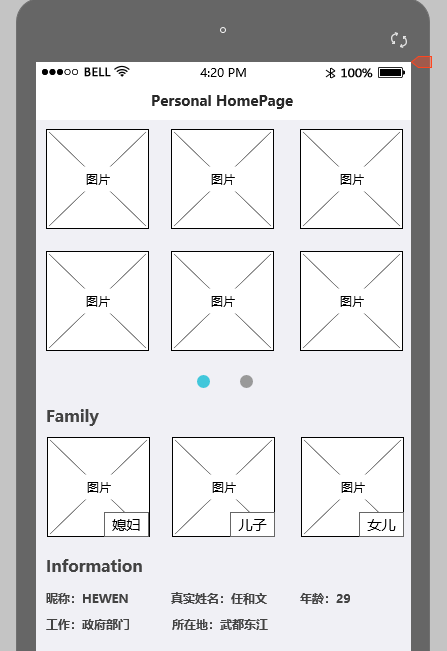 BELL 4:20 PM 100%
Personal HomePage
图片 图片 图片
图片 图片 图片
Family
图片 图片 图片
媳妇 儿子 女儿
Information
昵称：HEWEN 真实姓名：任和文 年龄：29
工作：政府部门 所在地：武都东江